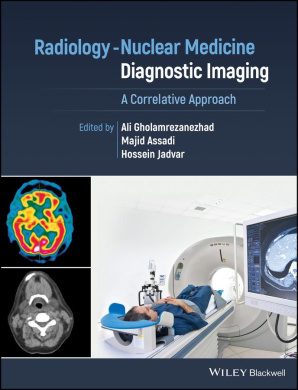 Radiology-Nuclear Medicine
Diagnostic Imaging
A Correlative Approach
Edited by Ali Gholamrezanezhad
Majid Assadi
Hossein Jadvar
WILEY Blackwell